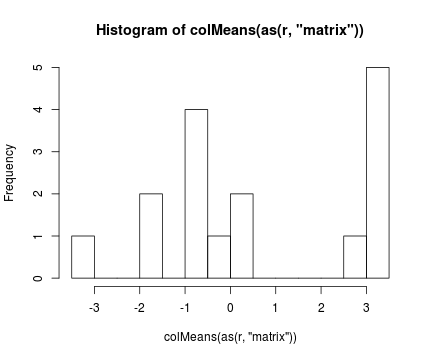 Histogram of colMeans(as(r, "matrix"))
Frequency
5
4
3
2
1
0
-3 -2 -1 0 1 2 3
colMeans(as(r, "matrix"))